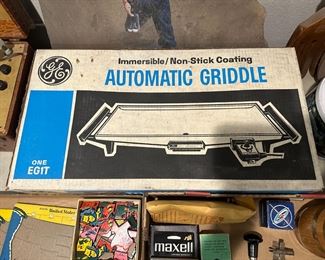 GE
Immersible/Non-Stick Coating
AUTOMATIC GRIDDLE
ONE
EGIT
maxell